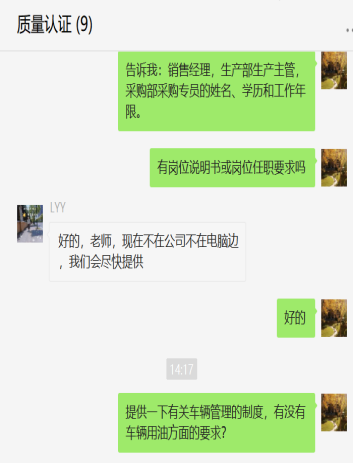 质量认证 (9)
告诉我：销售经理，生产部生产主管，
采购部采购专员的姓名、学历和工作年
限。
有岗位说明书或岗位任职要求吗
LYY
好的，老师，现在不在公司不在电脑边
，我们会尽快提供
好的
14:17
提供一下有关车辆管理的制度，有没有
车辆用油方面的要求？